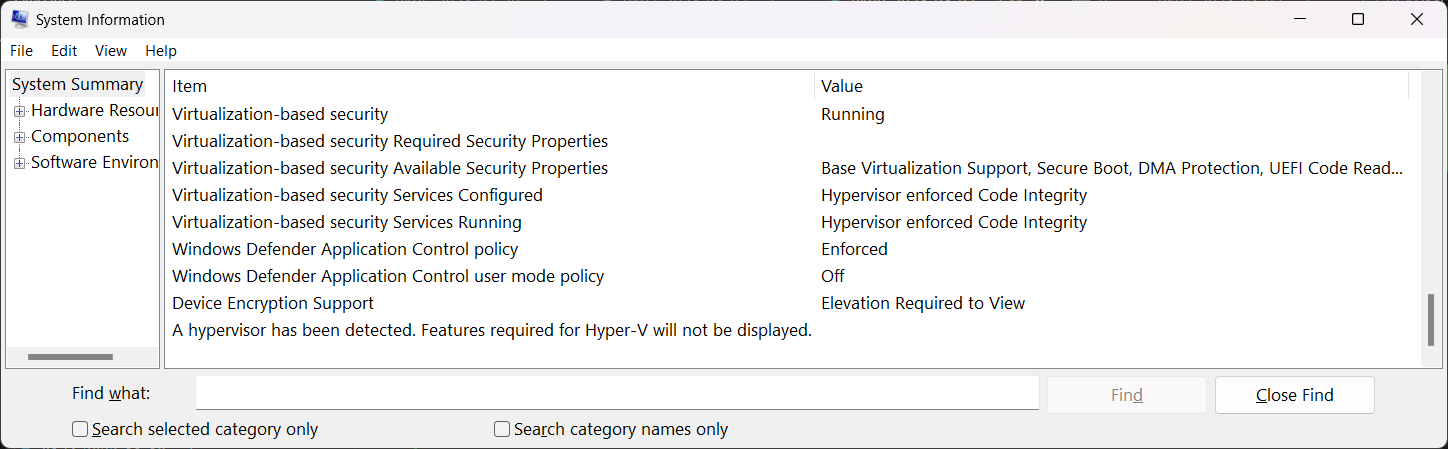 System Information
File Edit View Help
System Summary
Hardware Resour
Components
Software Environ
Item Value
Virtualization-based security Running
Virtualization-based security Required Security Properties
Virtualization-based security Available Security Properties Base Virtualization Support, Secure Boot, DMA Protection, UEFI Code Read...
Virtualization-based security Services Configured Hypervisor enforced Code Integrity
Virtualization-based security Services Running Hypervisor enforced Code Integrity
Windows Defender Application Control policy Enforced
Windows Defender Application Control user mode policy Off
Device Encryption Support Elevation Required to View
A hypervisor has been detected. Features required for Hyper-V will not be displayed.
Find what: Find Close Find
Search selected category only Search category names only